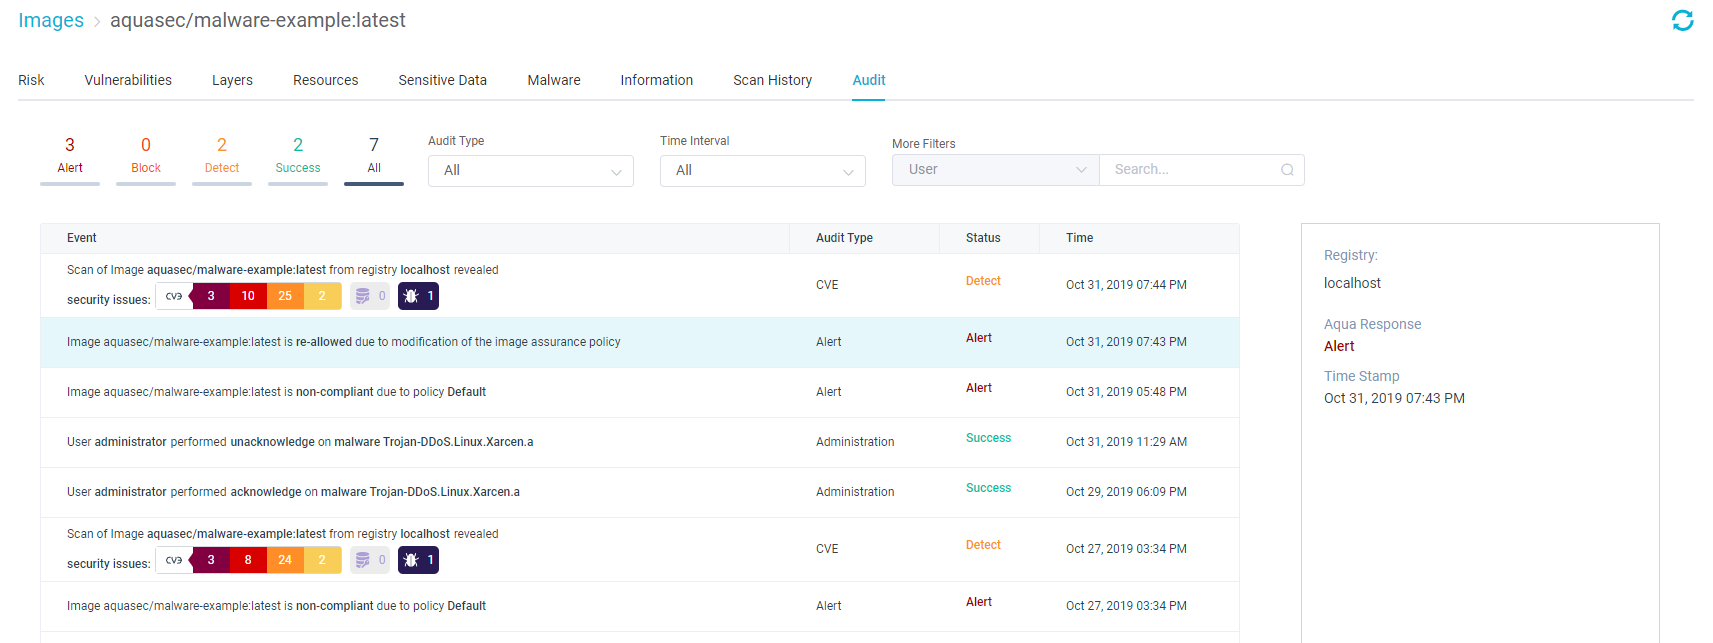 Images > aquasec/malware-example:latest
Risk Vulnerabilities Layers Resources Sensitive Data Malware Information Scan History Audit
3 0 2 2 7
Alert Block Detect Success All
Audit Type Time Interval More Filters
All All User Search...
Event Audit Type Status Time
Scan of Image aquasec/malware-example:latest from registry localhost revealed
security issues: CVE 3 10 25 2 0 1 CVE Detect Oct 31, 2019 07:44 PM
Image aquasec/malware-example:latest is re-allowed due to modification of the image assurance policy Alert Alert Oct 31, 2019 07:43 PM
Image aquasec/malware-example:latest is non-compliant due to policy Default Alert Alert Oct 31, 2019 05:48 PM
User administrator performed unacknowledge on malware Trojan-DDoS.Linux.Xarcen.a Administration Success Oct 31, 2019 11:29 AM
User administrator performed acknowledge on malware Trojan-DDoS.Linux.Xarcen.a Administration Success Oct 29, 2019 06:09 PM
Scan of Image aquasec/malware-example:latest from registry localhost revealed
security issues: CVE 3 8 24 2 0 1 CVE Detect Oct 27, 2019 03:34 PM
Image aquasec/malware-example:latest is non-compliant due to policy Default Alert Alert Oct 27, 2019 03:34 PM
Registry:
localhost
Aqua Response
Alert
Time Stamp
Oct 31, 2019 07:43 PM